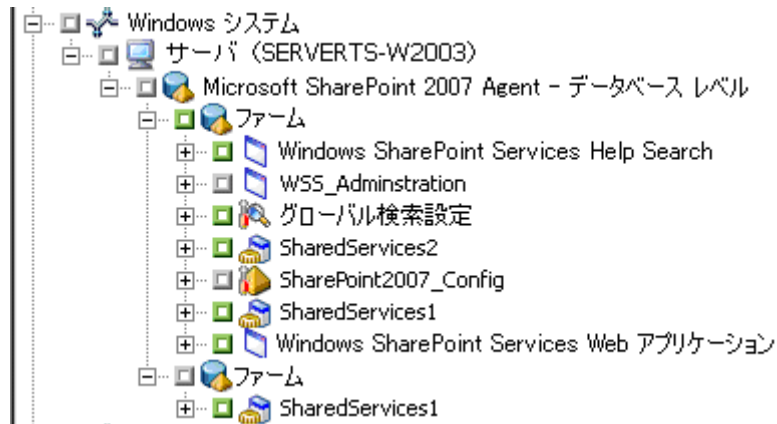 Windows システム
サーバ (SERVERTS-W2003)
Microsoft SharePoint 2007 Agent - データベース レベル
ファーム
Windows SharePoint Services Help Search
WSS_Adminstration
グローバル検索設定
SharedServices2
SharePoint2007_Config
SharedServices1
Windows SharePoint Services Web アプリケーション
ファーム
SharedServices1